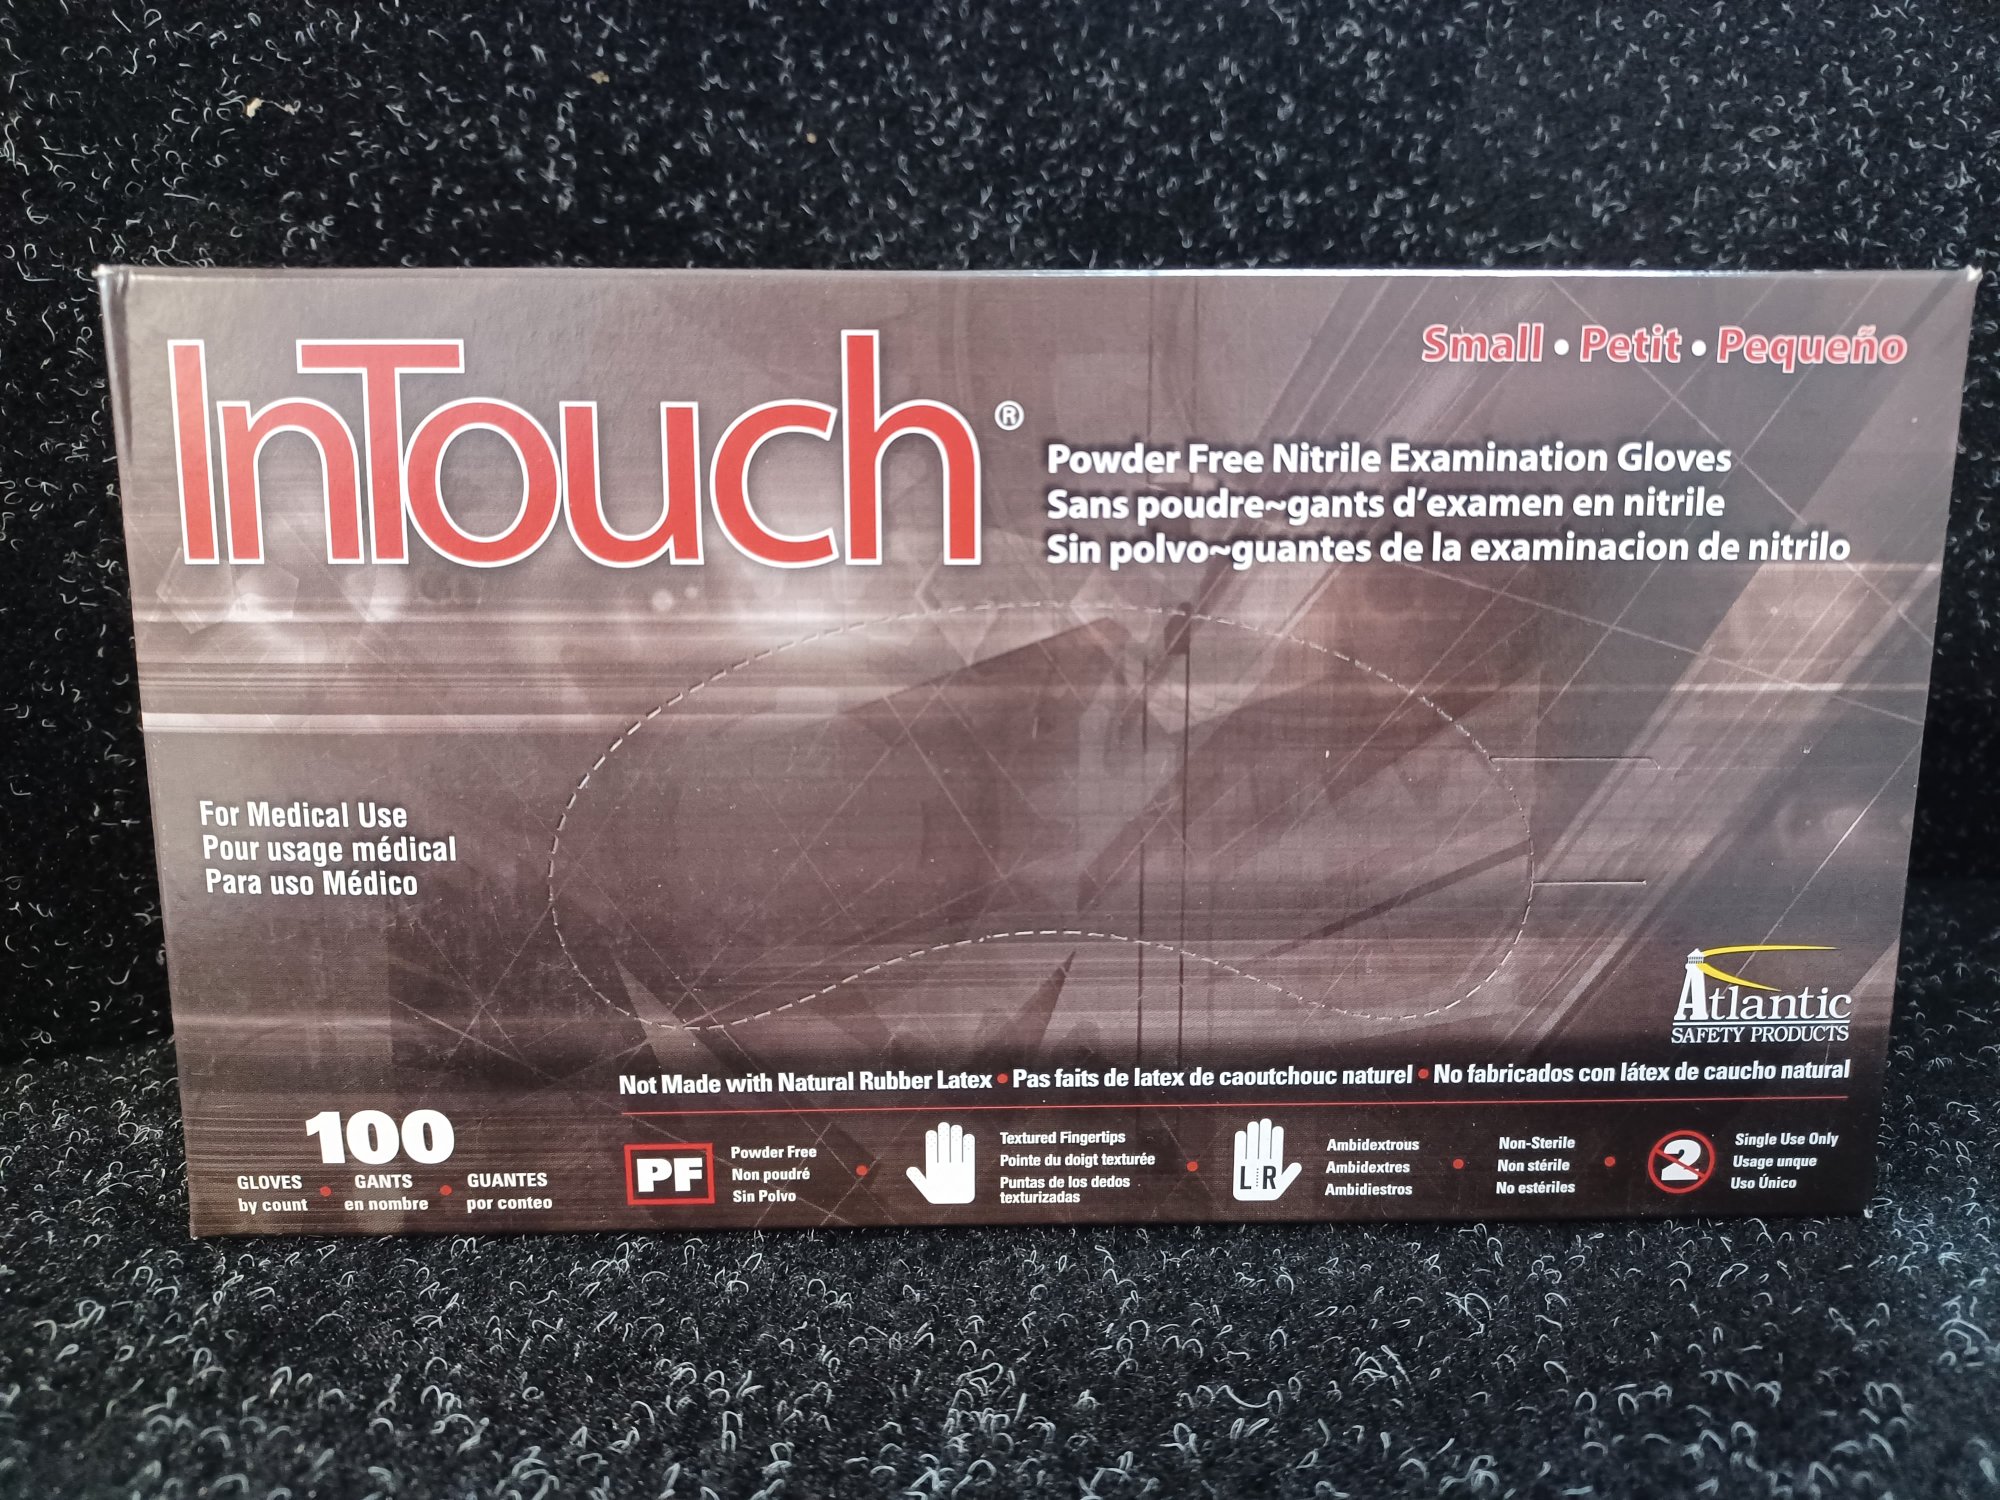 InTouch®
Small • Petit • Pequeño
Powder Free Nitrile Examination Gloves
Sans poudre~gants d'examen en nitrile
Sin polvo~guantes de la examinacion de nitrilo
For Medical Use
Pour usage médical
Para uso Médico
Atlantic
SAFETY PRODUCTS
Not Made with Natural Rubber Latex • Pas faits de latex de caoutchouc naturel • No fabricados con látex de caucho natural
100
GLOVES • GANTS • GUANTES
by count en nombre por conteo
PF
Powder Free
Non poudré
Sin Polvo
Textured Fingertips
Pointe du doigt texturée
Puntas de los dedos
texturizadas
L R
Ambidextrous
Ambidextres
Ambidiestros
Non-Sterile
Non stérile
No estériles
2
Single Use Only
Usage unque
Uso Único